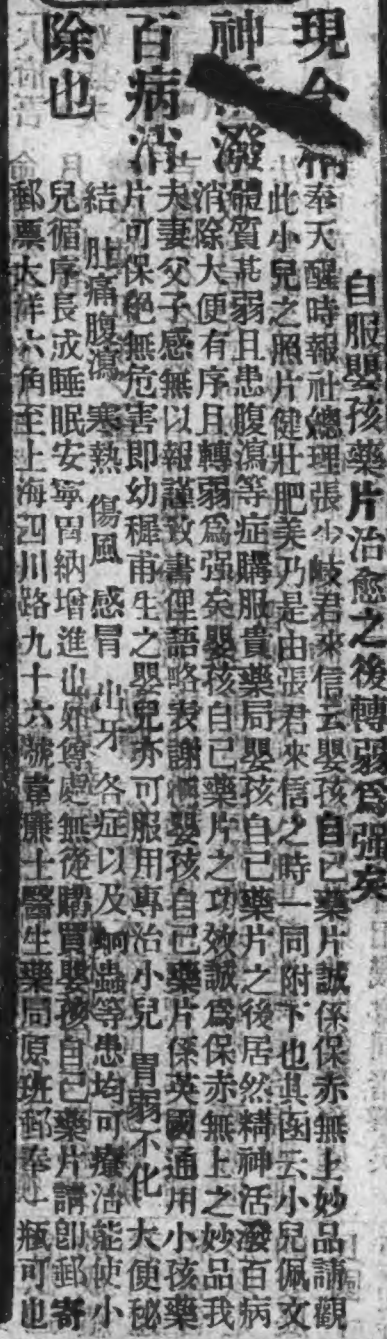 現今精
神活潑
百病消
除也
自服嬰孩藥片治愈之後轉弱爲强矣
奉天醒時報社總理張少岐君來信云嬰孩自己藥片誠係保赤無上妙品請觀
此小兒之照片健壯肥美乃是由張君來信之時一同附下也其函云小兒佩文
體質甚弱且患腹瀉等症購服貴藥局嬰孩自己藥片之後居然精神活潑百病
消除大便有序且轉弱爲强矣嬰孩自已藥片之功效誠爲保赤無上之妙品我
夫妻父子感無以報謹致書俚語略表謝嬰孩自己藥片係英國通用小孩藥
片可保絕無危害即幼穉甫生之嬰兒亦可服用專治小兒 胃弱不化 大便秘
結 肚痛腹瀉 寒熱 傷風 感冒 出牙 各症以及蛔蟲等患均可療治能使小
兒循序長成睡眠安寧胃納增進出外尊處無從購買嬰孩自己藥片請卽郵寄
郵票大洋六角至上海四川路九十六號韋廉士醫生藥局原班郵奉一瓶可也